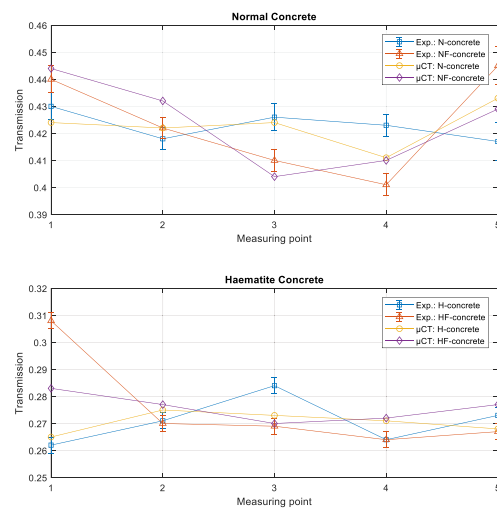 Normal Concrete
0.46
0.45
0.44
0.43
0.42
0.41
0.4
0.39
Transmission
Exp.: N-concrete
Exp.: NF-concrete
µCT: N-concrete
µCT: NF-concrete
1
2
3
4
5
Measuring point
Haematite Concrete
0.32
0.31
0.3
0.29
0.28
0.27
0.26
0.25
Transmission
Exp.: H-concrete
Exp.: HF-concrete
µCT: H-concrete
µCT: HF-concrete
1
2
3
4
5
Measuring point